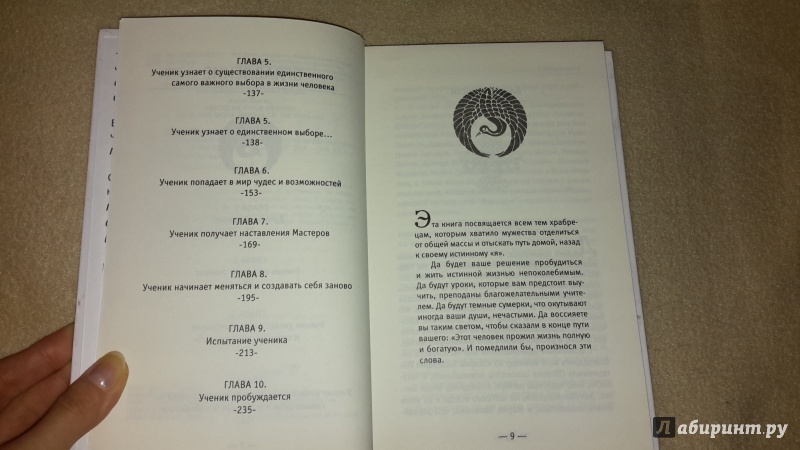 ГЛАВА 5.
Ученик узнает о существовании единственного
самого важного выбора в жизни человека
-137-
ГЛАВА 5.
Ученик узнает о единственном выборе...
-138-
ГЛАВА 6.
Ученик попадает в мир чудес и возможностей
-153-
ГЛАВА 7.
Ученик получает наставления Мастеров
-169-
ГЛАВА 8.
Ученик начинает меняться и создавать себя заново
-195-
ГЛАВА 9.
Испытание ученика
-213-
ГЛАВА 10.
Ученик пробуждается
-235-
Эта книга посвящается всем тем храбре-
цам, которым хватило мужества отделиться
от общей массы и отыскать путь домой, назад
к своему истинному «я».
Да будет ваше решение пробудиться
и жить истинной жизнью непоколебимым.
Да будут уроки, которые вам предстоит вы-
учить, преподаны благожелательными учите-
лем. Да будут темные сумерки, что окутывают
иногда ваши души, нечастыми. Да воссияете
вы таким светом, чтобы сказали в конце пути
вашего: «Этот человек прожил жизнь полную
и богатую». И помедлили бы, произнося эти
слова.
— 9 —
Лабиринт.ру